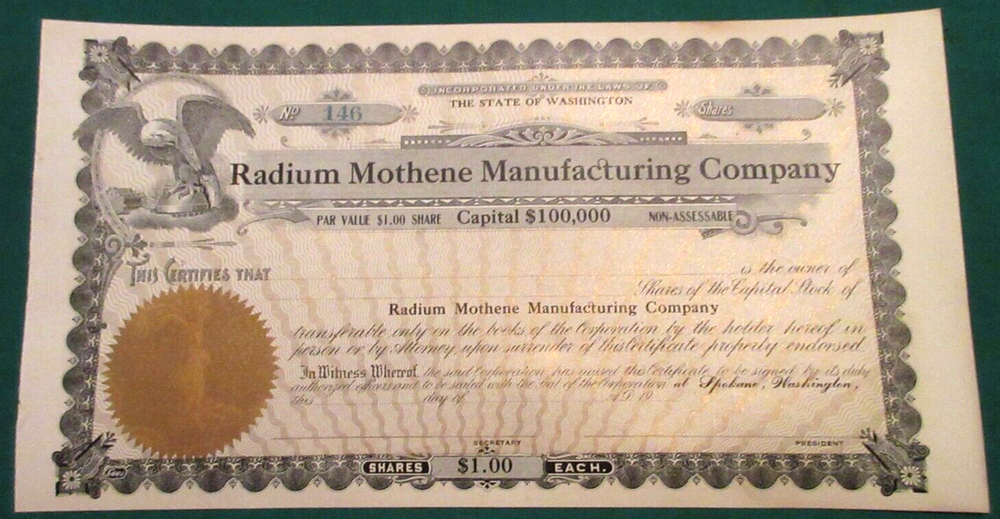 INCORPORATED UNDER THE LAWS OF
THE STATE OF WASHINGTON
No 146
Shares
Radium Mothene Manufacturing Company
PAR VALUE $1.00 SHARE Capital $100,000 NON-ASSESSABLE
THIS CERTIFIES THAT
is the owner of
Shares of the Capital Stock of
Radium Mothene Manufacturing Company
transferable only on the books of the Corporation by the holder hereof in
person or by Attorney, upon surrender of this Certificate properly endorsed
In Witness Whereof, the said Corporation has caused this Certificate to be signed by its duly
authorized officers and to be sealed with the Seal of the Corporation at Spokane, Washington,
this day of A.D. 19
SECRETARY PRESIDENT
SHARES $1.00 EACH.